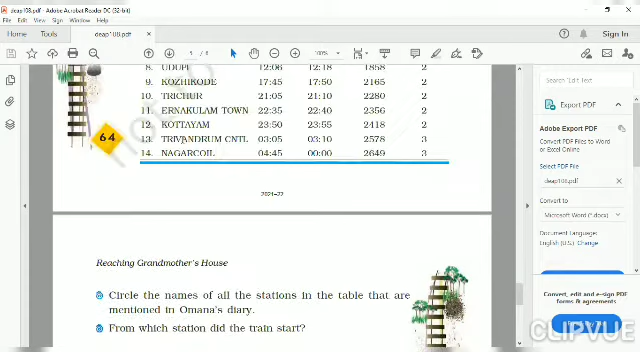 deap108.pdf - Adobe Acrobat Reader DC (32-bit)
File Edit View Sign Window Help
Home Tools deap108.pdf × Sign In
5 / 6 100%
8. UDUPI 12:06 12:18 1858 2
9. KOZHIKODE 17:45 17:50 2165 2
10. TRICHUR 21:05 21:10 2280 2
11. ERNAKULAM TOWN 22:35 22:40 2356 2
12 KOTTAYAM 23:50 23:55 2418 2
13. TRIVANDRUM CNTL 03:05 03:10 2578 3
14. NAGARCOIL 04:45 00:00 2649 3
64
2021–22
Reaching Grandmother's House
Circle the names of all the stations in the table that are
mentioned in Omana's diary.
From which station did the train start?
Export PDF
Adobe Export PDF
Convert PDF Files to Word
or Excel Online
Select PDF File
deap108.pdf ×
Convert to
Microsoft Word (*.docx)
Document Language:
English (U.S.) Change
Convert, edit and e-sign PDF
forms & agreements
CLIPVUE